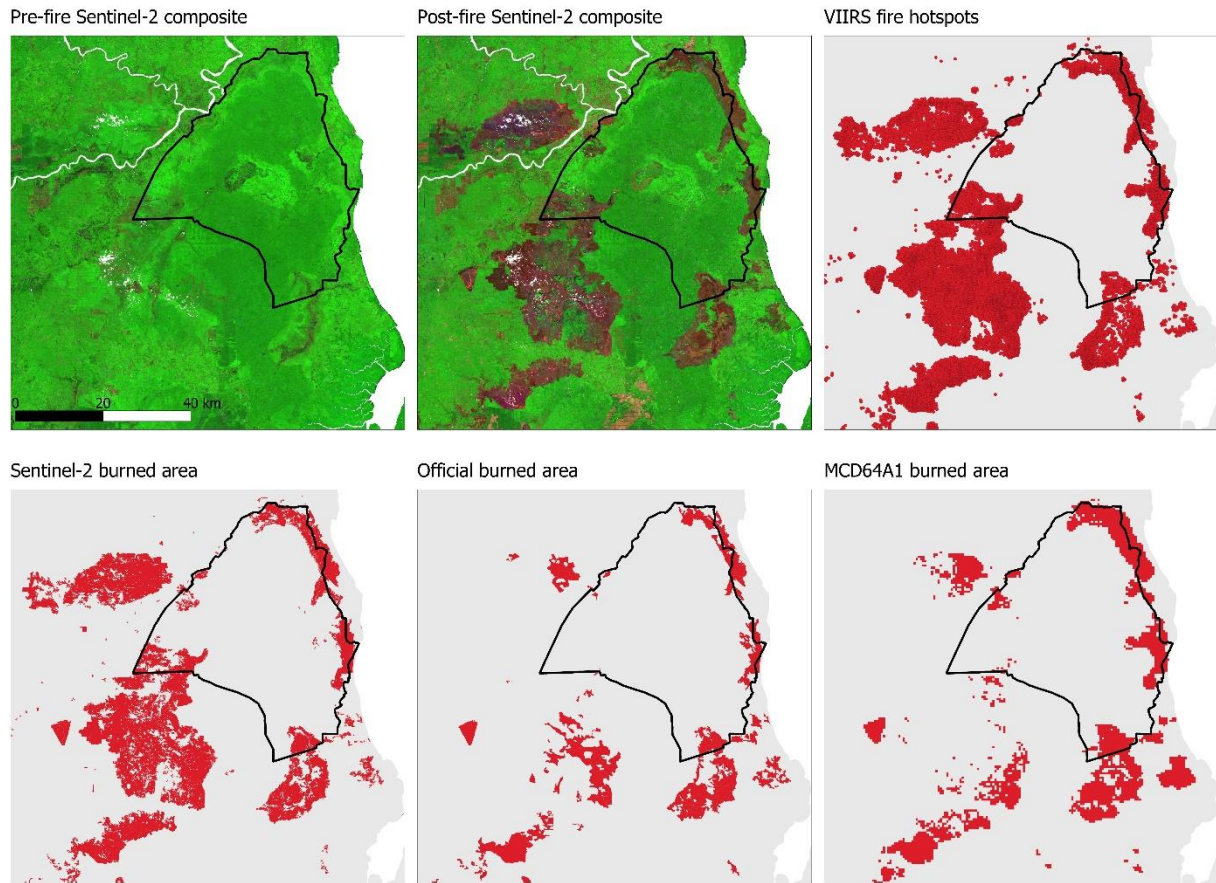 Pre-fire Sentinel-2 composite
Post-fire Sentinel-2 composite
VIIRS fire hotspots
0 20 40 km
Sentinel-2 burned area
Official burned area
MCD64A1 burned area